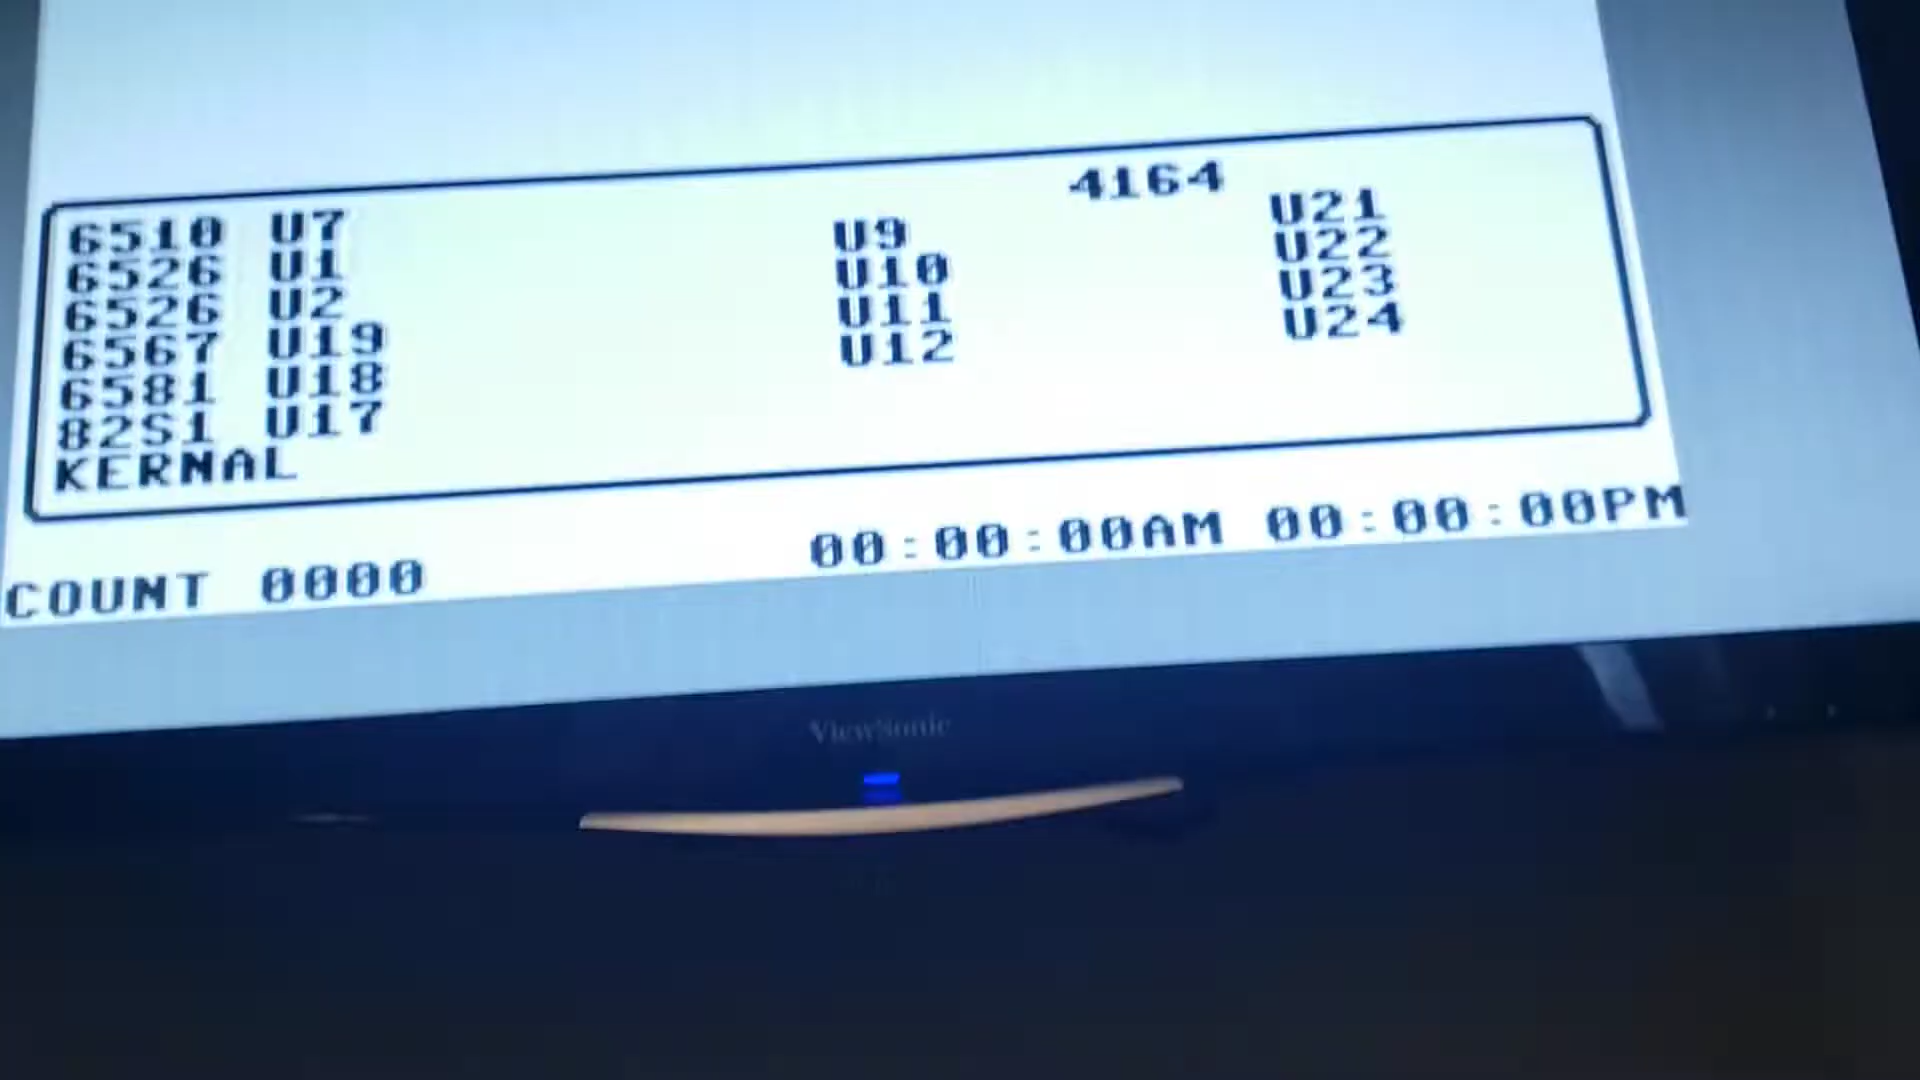 4164
6510 U7 U9 U21
6526 U1 U10 U22
6526 U2 U11 U23
6567 U19 U12 U24
6581 U18
82S1 U17
KERNAL
COUNT 0000 00:00:00AM 00:00:00PM
ViewSonic